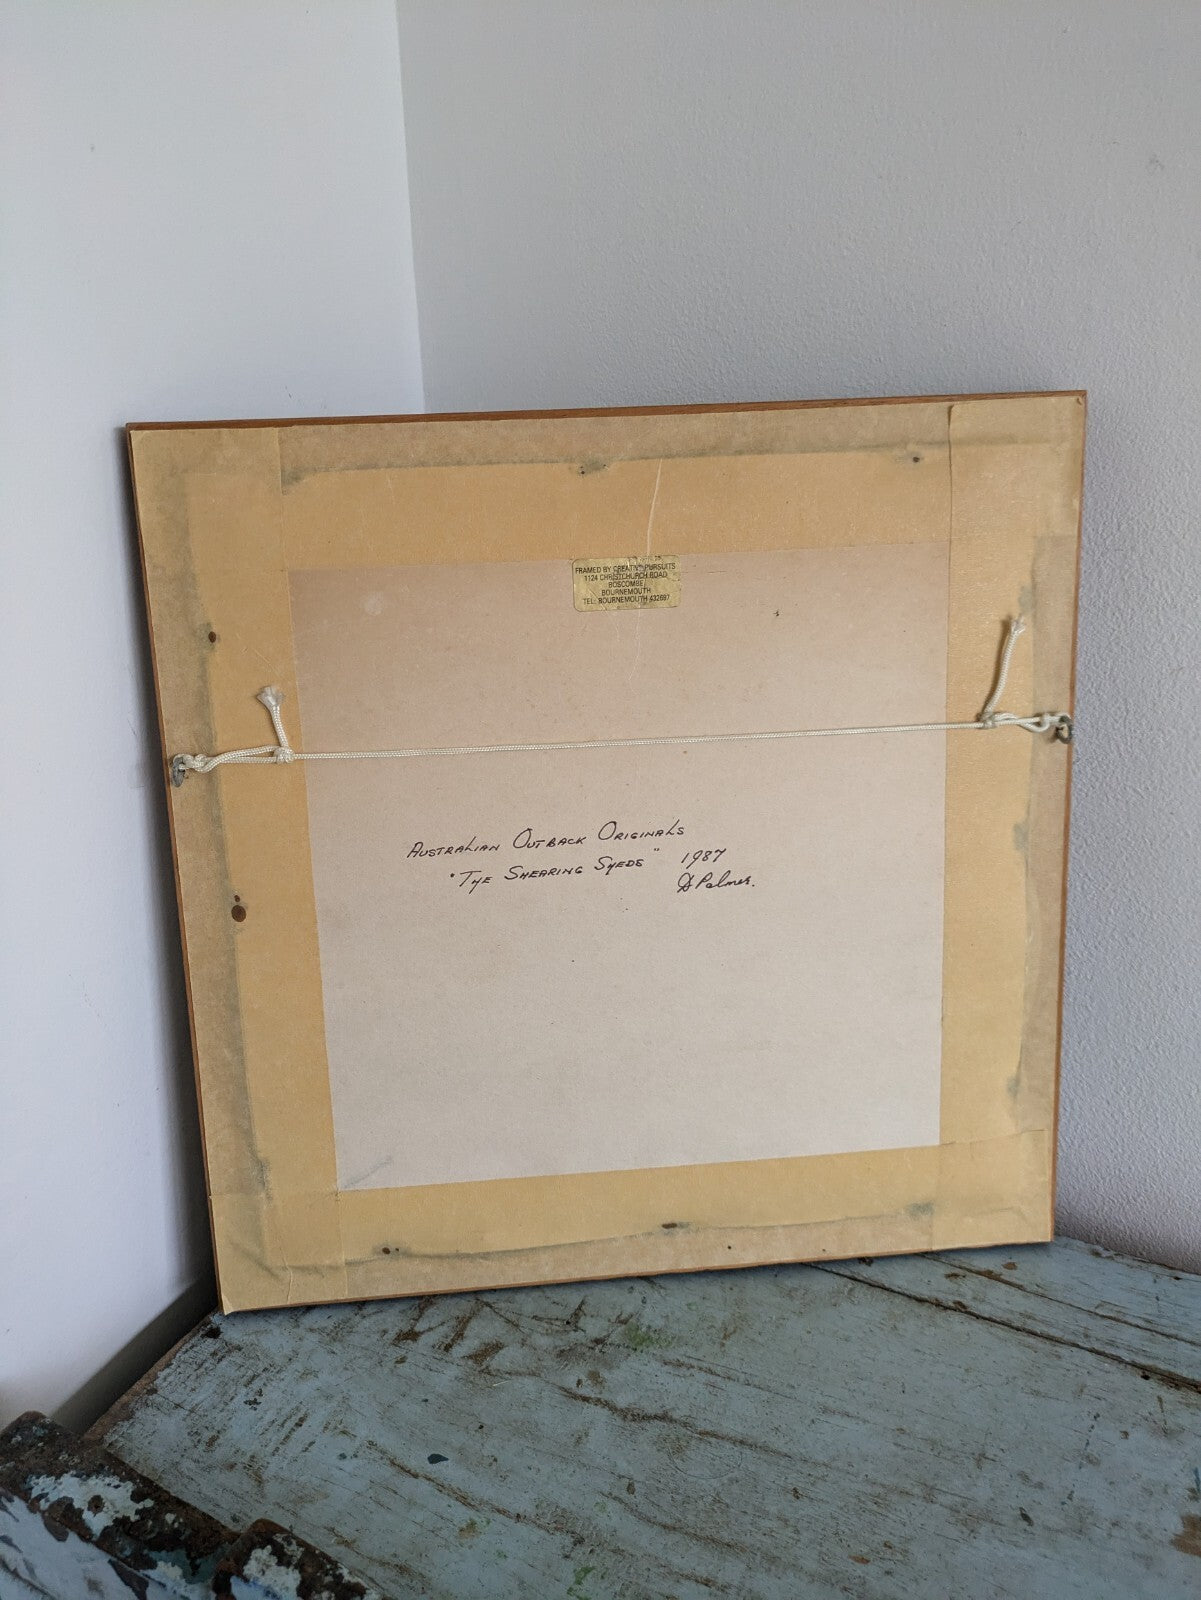 FRAMED BY CREATIVE PURSUITS
1124 CHRISTCHURCH ROAD
BOSCOMBE
BOURNEMOUTH
TEL: BOURNEMOUTH 432697
AUSTRALIAN OUTBACK ORIGINALS
"THE SHEARING SHEDS" 1987
Palmer.